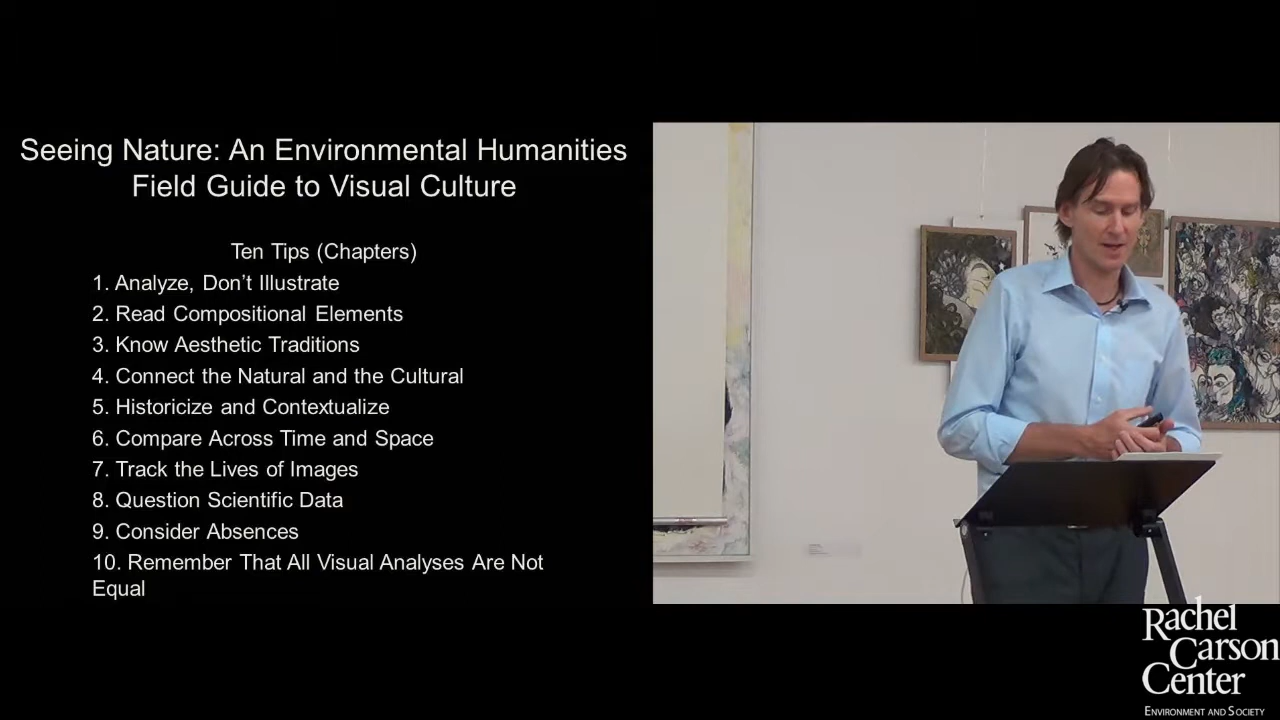 Seeing Nature: An Environmental Humanities
Field Guide to Visual Culture
Ten Tips (Chapters)
1. Analyze, Don’t Illustrate
2. Read Compositional Elements
3. Know Aesthetic Traditions
4. Connect the Natural and the Cultural
5. Historicize and Contextualize
6. Compare Across Time and Space
7. Track the Lives of Images
8. Question Scientific Data
9. Consider Absences
10. Remember That All Visual Analyses Are Not
Equal
Rachel
Carson
Center
ENVIRONMENT AND SOCIETY